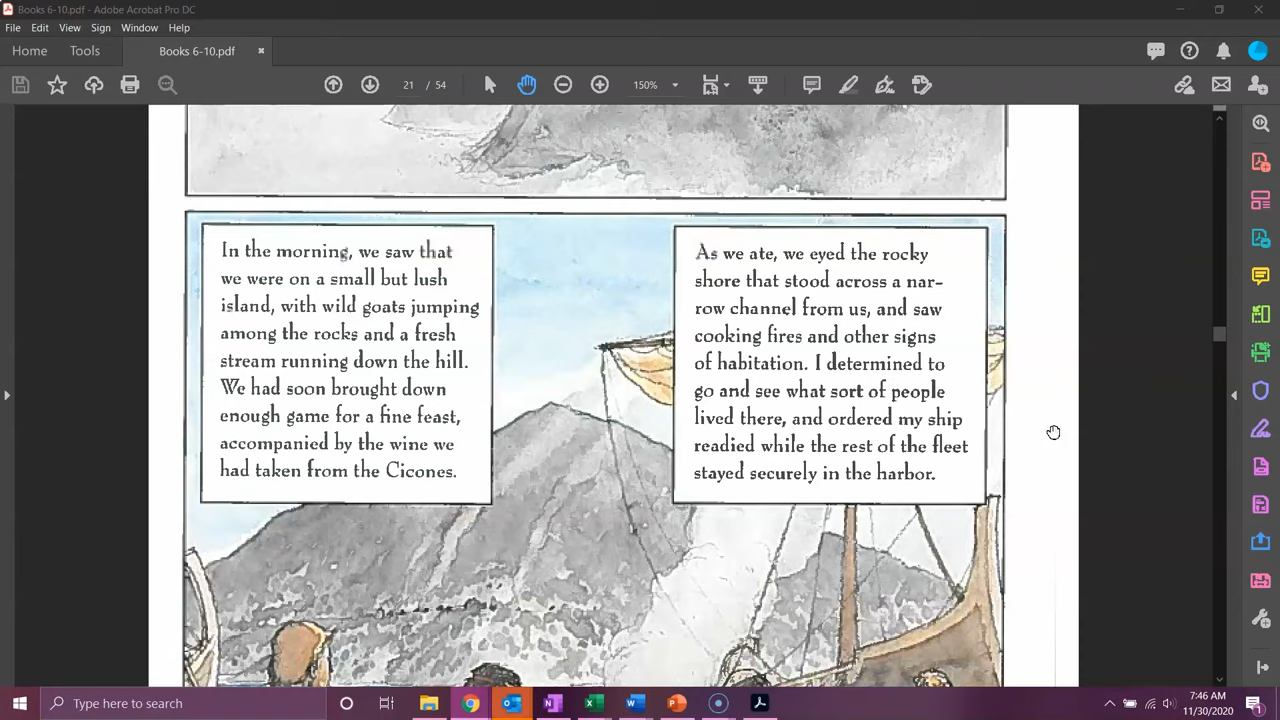 Books 6-10.pdf - Adobe Acrobat Pro DC
File Edit View Sign Window Help
Home Tools Books 6-10.pdf
21 / 54 150%
In the morning, we saw that
we were on a small but lush
island, with wild goats jumping
among the rocks and a fresh
stream running down the hill.
We had soon brought down
enough game for a fine feast,
accompanied by the wine we
had taken from the Cicones.
As we ate, we eyed the rocky
shore that stood across a nar-
row channel from us, and saw
cooking fires and other signs
of habitation. I determined to
go and see what sort of people
lived there, and ordered my ship
readied while the rest of the fleet
stayed securely in the harbor.
Type here to search
7:46 AM
11/30/2020
1